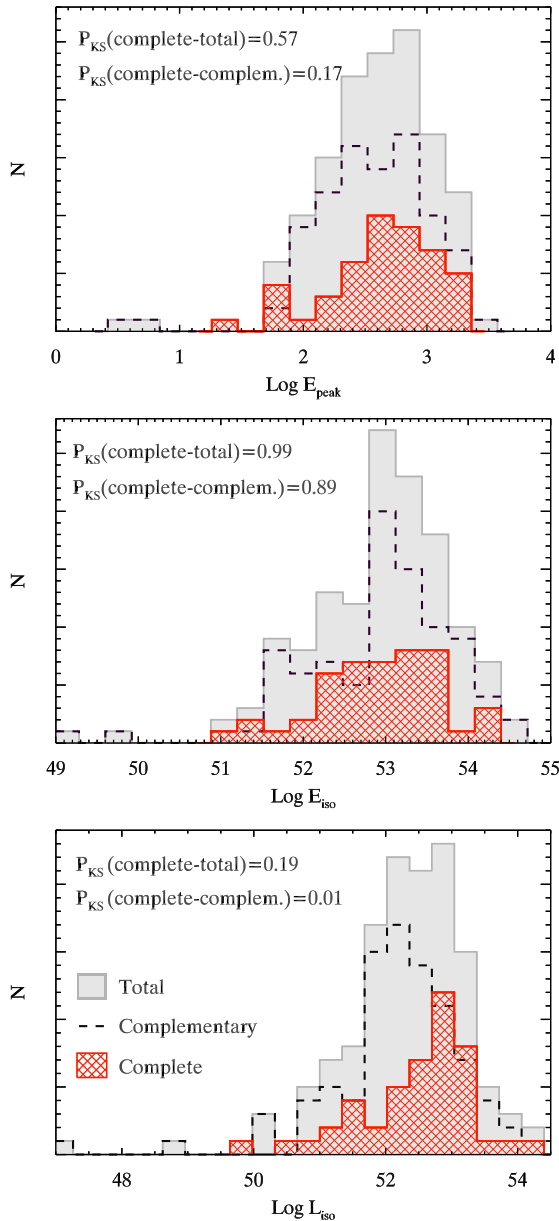 P_KS(complete-total)=0.57
P_KS(complete-complem.)=0.17
N
0 1 2 3 4
Log E_peak
P_KS(complete-total)=0.99
P_KS(complete-complem.)=0.89
N
49 50 51 52 53 54 55
Log E_iso
P_KS(complete-total)=0.19
P_KS(complete-complem.)=0.01
N
Total
Complementary
Complete
48 50 52 54
Log L_iso